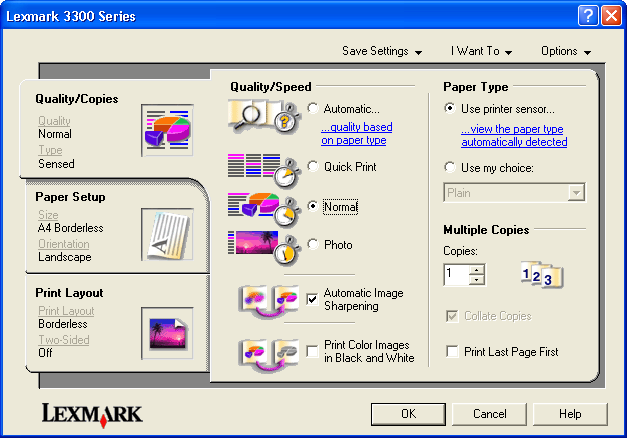 Lexmark 3300 Series
Save Settings
I Want To
Options
Quality/Copies
Quality
Normal
Type
Sensed
Paper Setup
Size
A4 Borderless
Orientation
Landscape
Print Layout
Print Layout
Borderless
Two-Sided
Off
Quality/Speed
Automatic...
...quality based
on paper type
Quick Print
Normal
Photo
Automatic Image
Sharpening
Print Color Images
in Black and White
Paper Type
Use printer sensor...
...view the paper type
automatically detected
Use my choice:
Plain
Multiple Copies
Copies:
1
1 2 3
Collate Copies
Print Last Page First
LEXMARK
OK
Cancel
Help